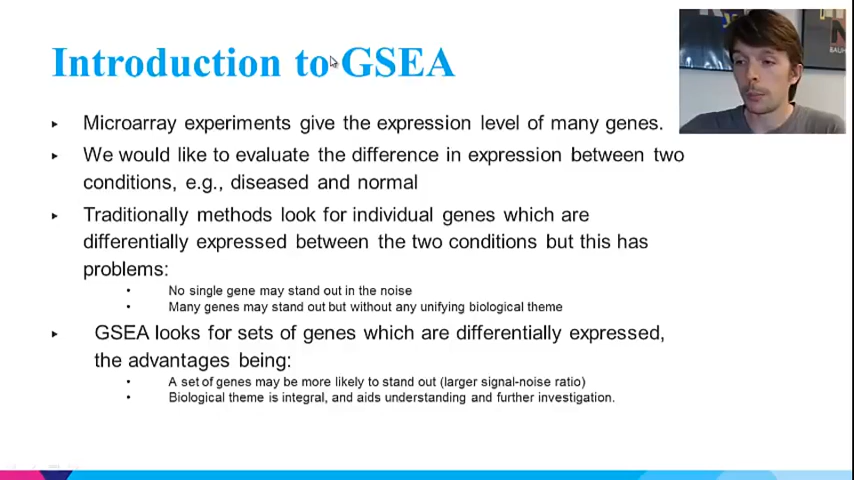 Introduction to GSEA
Microarray experiments give the expression level of many genes.
We would like to evaluate the difference in expression between two
conditions, e.g., diseased and normal
Traditionally methods look for individual genes which are
differentially expressed between the two conditions but this has
problems:
No single gene may stand out in the noise
Many genes may stand out but without any unifying biological theme
GSEA looks for sets of genes which are differentially expressed,
the advantages being:
A set of genes may be more likely to stand out (larger signal-noise ratio)
Biological theme is integral, and aids understanding and further investigation.